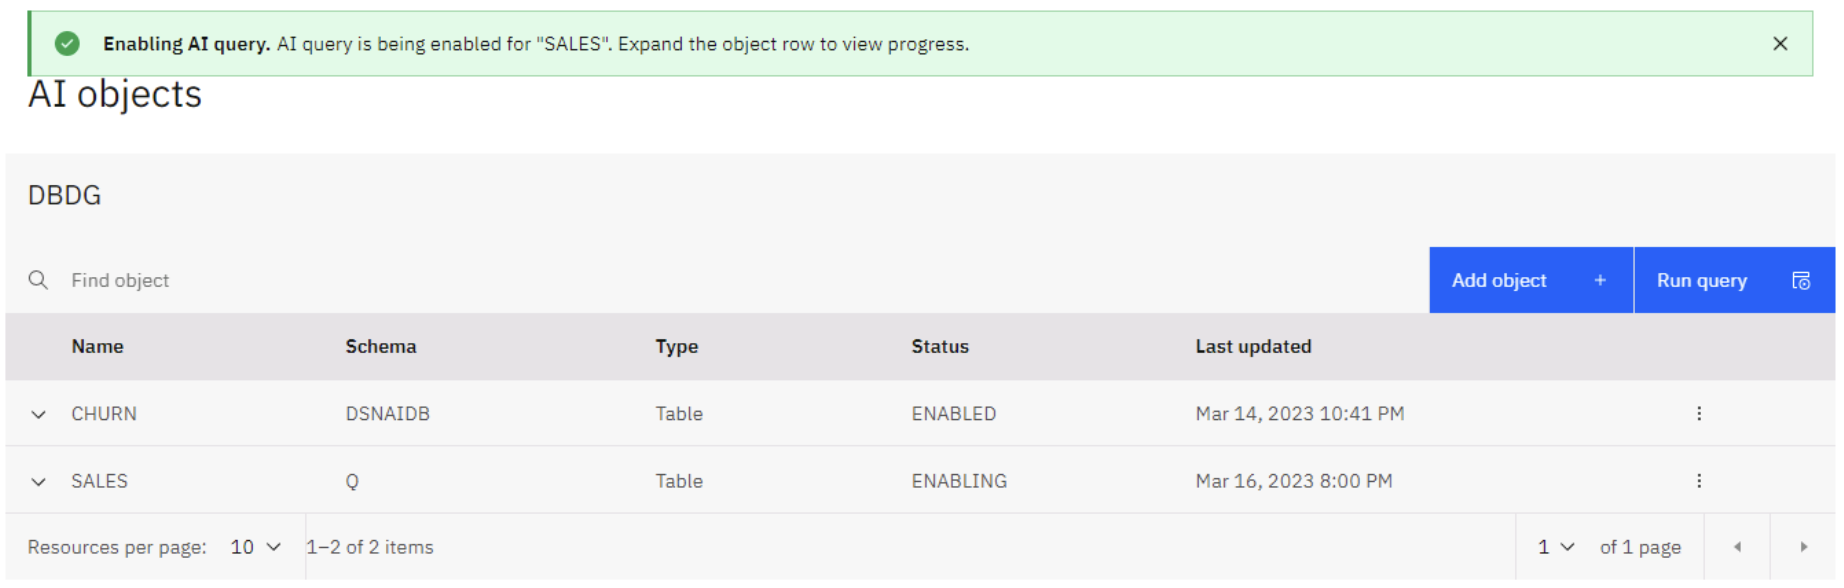 Enabling AI query. AI query is being enabled for "SALES". Expand the object row to view progress.
AI objects
DBDG
Find object
Add object +
Run query
Name Schema Type Status Last updated
CHURN DSNAIDB Table ENABLED Mar 14, 2023 10:41 PM
SALES Q Table ENABLING Mar 16, 2023 8:00 PM
Resources per page: 10 1–2 of 2 items 1 of 1 page